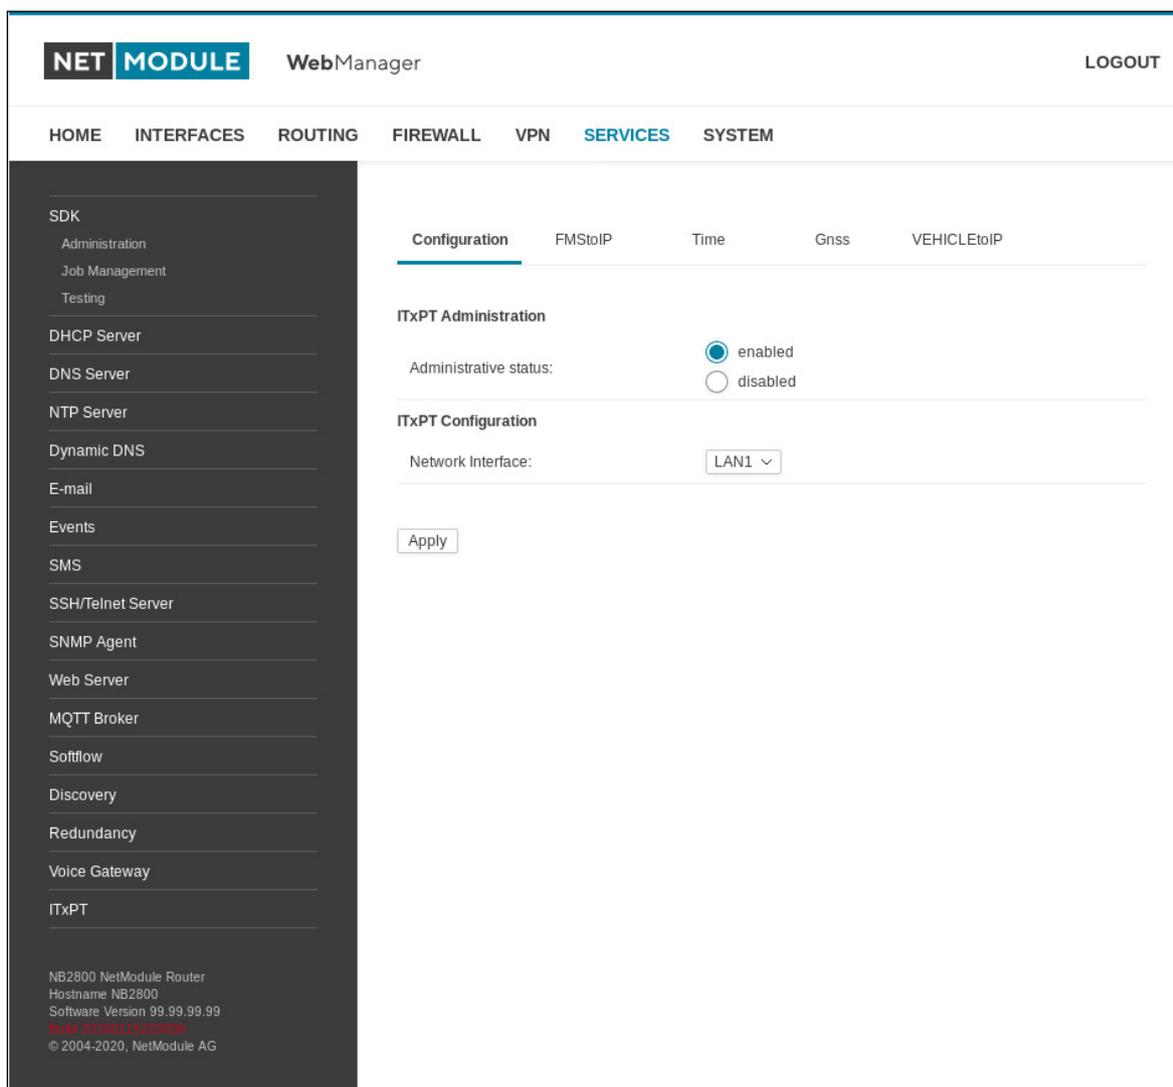 NET MODULE WebManager LOGOUT
HOME INTERFACES ROUTING FIREWALL VPN SERVICES SYSTEM
SDK
Administration
Job Management
Testing
DHCP Server
DNS Server
NTP Server
Dynamic DNS
E-mail
Events
SMS
SSH/Telnet Server
SNMP Agent
Web Server
MQTT Broker
Softflow
Discovery
Redundancy
Voice Gateway
ITxPT
NB2800 NetModule Router
Hostname NB2800
Software Version 99.99.99.99
Build
© 2004-2020, NetModule AG
Configuration FMStoIP Time Gnss VEHICLEtoIP
ITxPT Administration
Administrative status:
enabled
disabled
ITxPT Configuration
Network Interface: LAN1
Apply